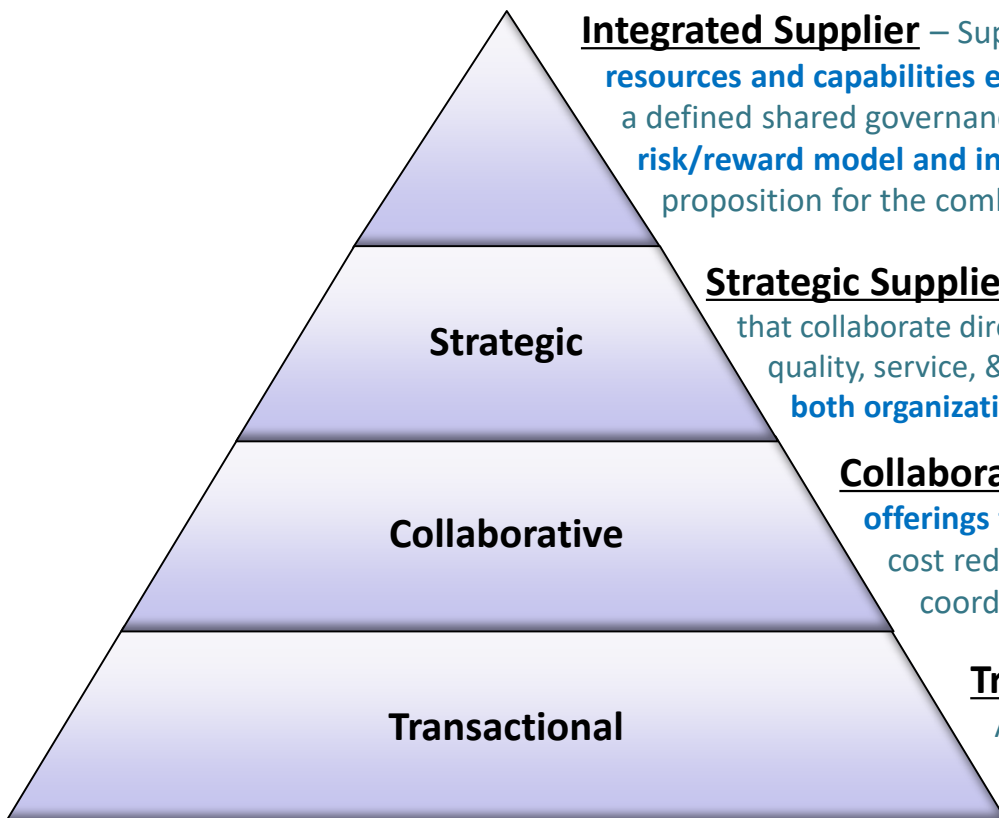 Integrated Supplier – Sup
resources and capabilities e
a defined shared governanc
risk/reward model and in
proposition for the com
Strategic Supplie
that collaborate dire
quality, service, &
both organizati
Collabora
offerings
cost red
coord
Tr
Strategic
Collaborative
Transactional